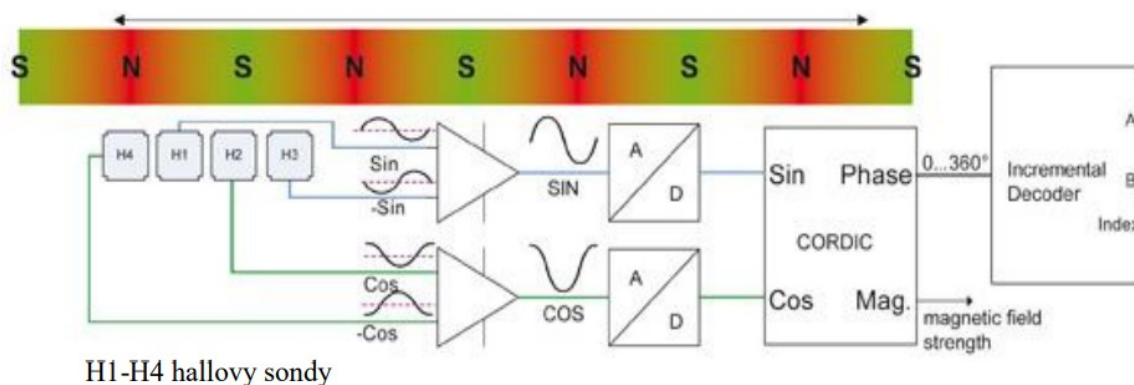 S N S N S N S N S
H4 H1 H2 H3
Sin
-Sin
SIN
A
D
Cos
-Cos
COS
A
D
Sin Phase
CORDIC
Cos Mag.
0...360°
magnetic field
strength
Incremental
Decoder
A
B
Index
H1-H4 hallovy sondy